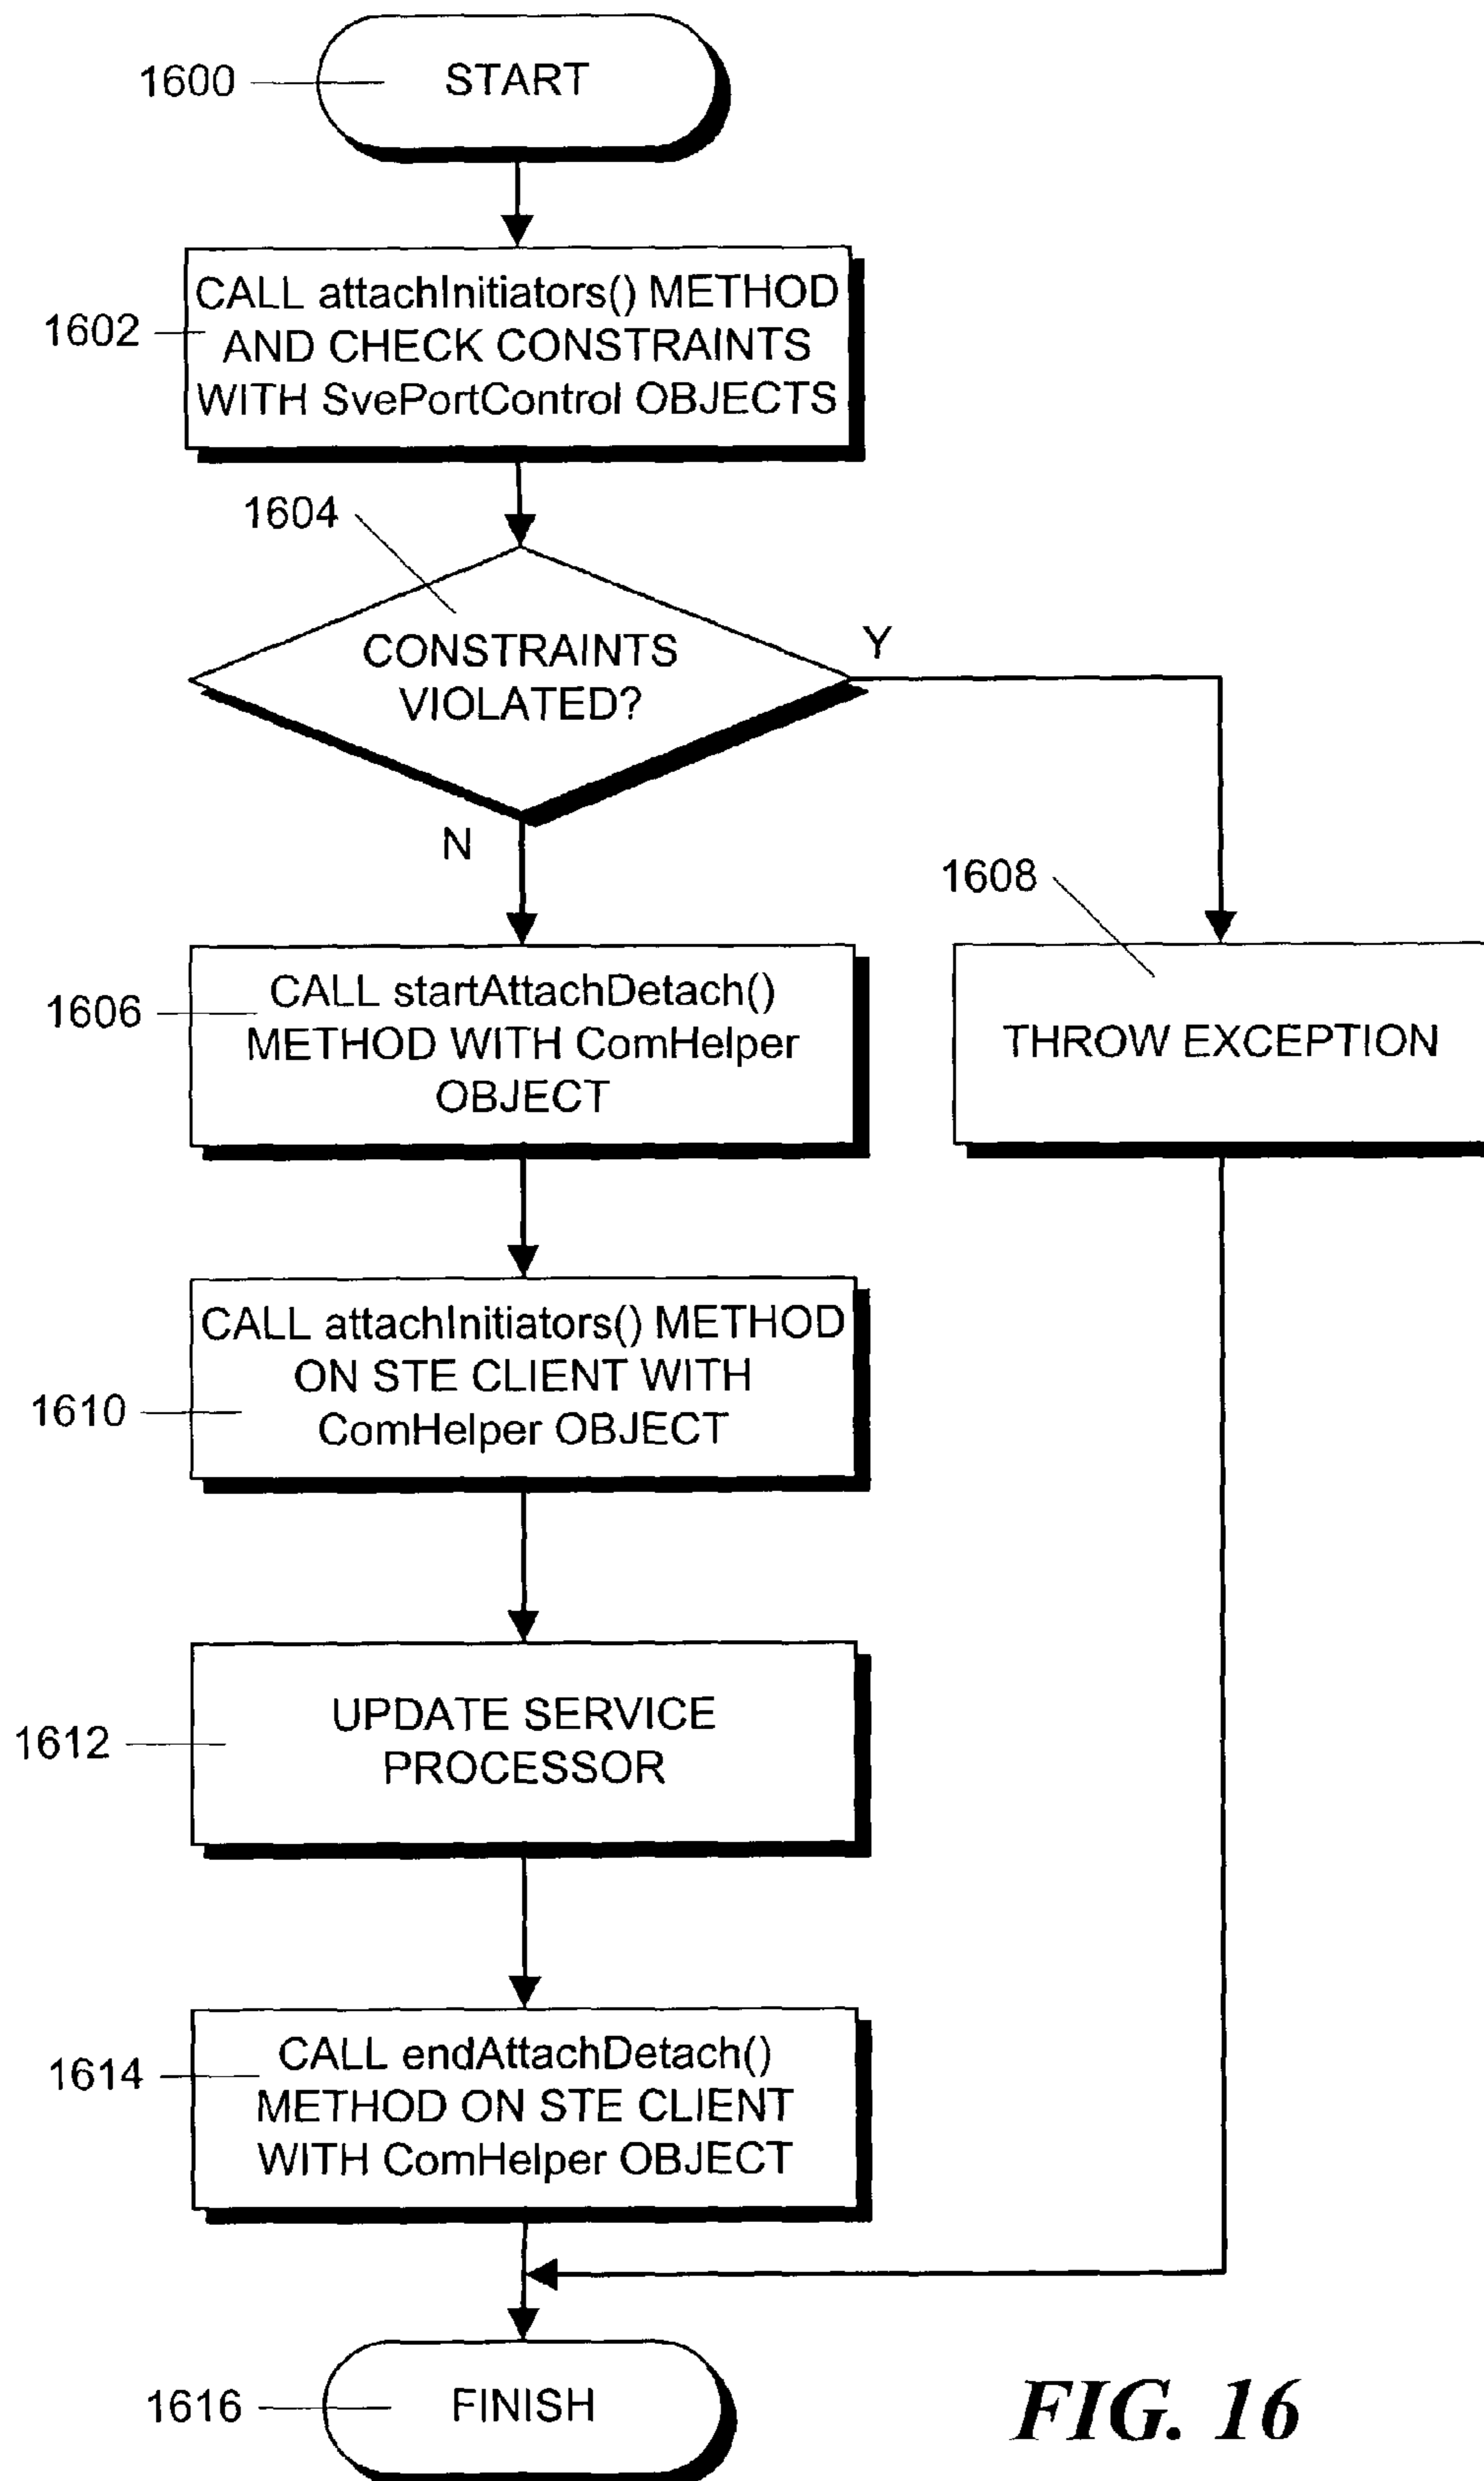 1600
START
1602
CALL attachInitiators() METHOD
AND CHECK CONSTRAINTS
WITH SvePortControl OBJECTS
1604
CONSTRAINTS
VIOLATED?
Y
N
1606
CALL startAttachDetach()
METHOD WITH ComHelper
OBJECT
1608
THROW EXCEPTION
1610
CALL attachInitiators() METHOD
ON STE CLIENT WITH
ComHelper OBJECT
1612
UPDATE SERVICE
PROCESSOR
1614
CALL endAttachDetach()
METHOD ON STE CLIENT
WITH ComHelper OBJECT
1616
FINISH
FIG. 16